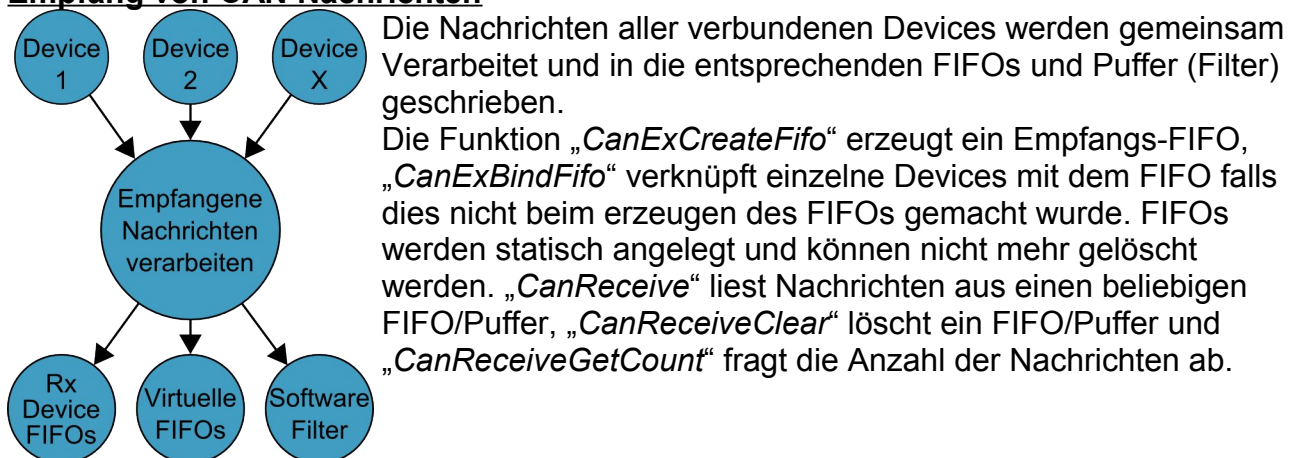 Empfang von CAN-Nachrichten
Device
1
Device
2
Device
X
Empfangene
Nachrichten
verarbeiten
Rx
Device
FIFOs
Virtuelle
FIFOs
Software
Filter
Die Nachrichten aller verbundenen Devices werden gemeinsam
Verarbeitet und in die entsprechenden FIFOs und Puffer (Filter)
geschrieben.
Die Funktion „CanExCreateFifo“ erzeugt ein Empfangs-FIFO,
„CanExBindFifo“ verknüpft einzelne Devices mit dem FIFO falls
dies nicht beim erzeugen des FIFOs gemacht wurde. FIFOs
werden statisch angelegt und können nicht mehr gelöscht
werden. „CanReceive“ liest Nachrichten aus einen beliebigen
FIFO/Puffer, „CanReceiveClear“ löscht ein FIFO/Puffer und
„CanReceiveGetCount“ fragt die Anzahl der Nachrichten ab.